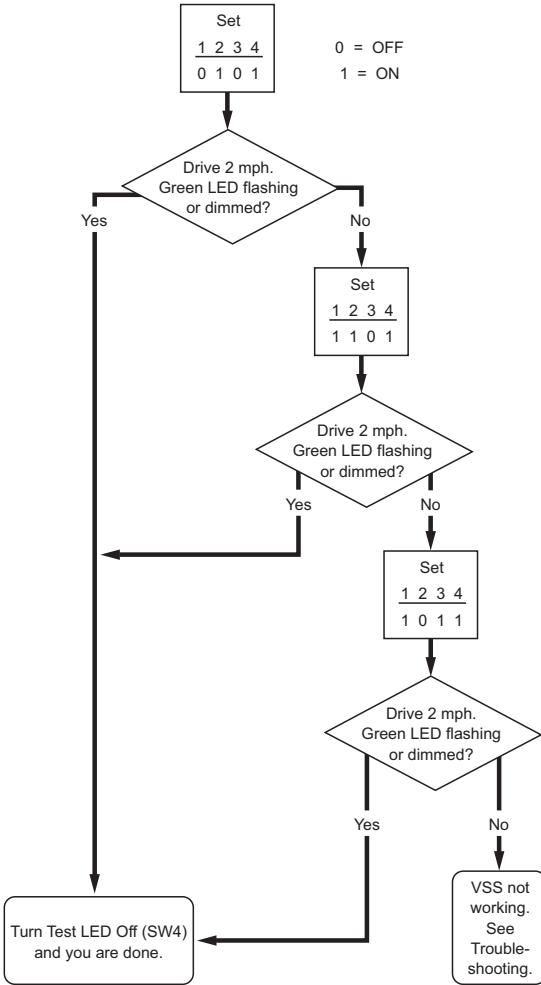 Set
1 2 3 4
0 1 0 1
0 = OFF
1 = ON
Drive 2 mph.
Green LED flashing
or dimmed?
Yes
No
Set
1 2 3 4
1 1 0 1
Drive 2 mph.
Green LED flashing
or dimmed?
Yes
No
Set
1 2 3 4
1 0 1 1
Drive 2 mph.
Green LED flashing
or dimmed?
Yes
No
Turn Test LED Off (SW4)
and you are done.
VSS not
working.
See
Trouble-
shooting.